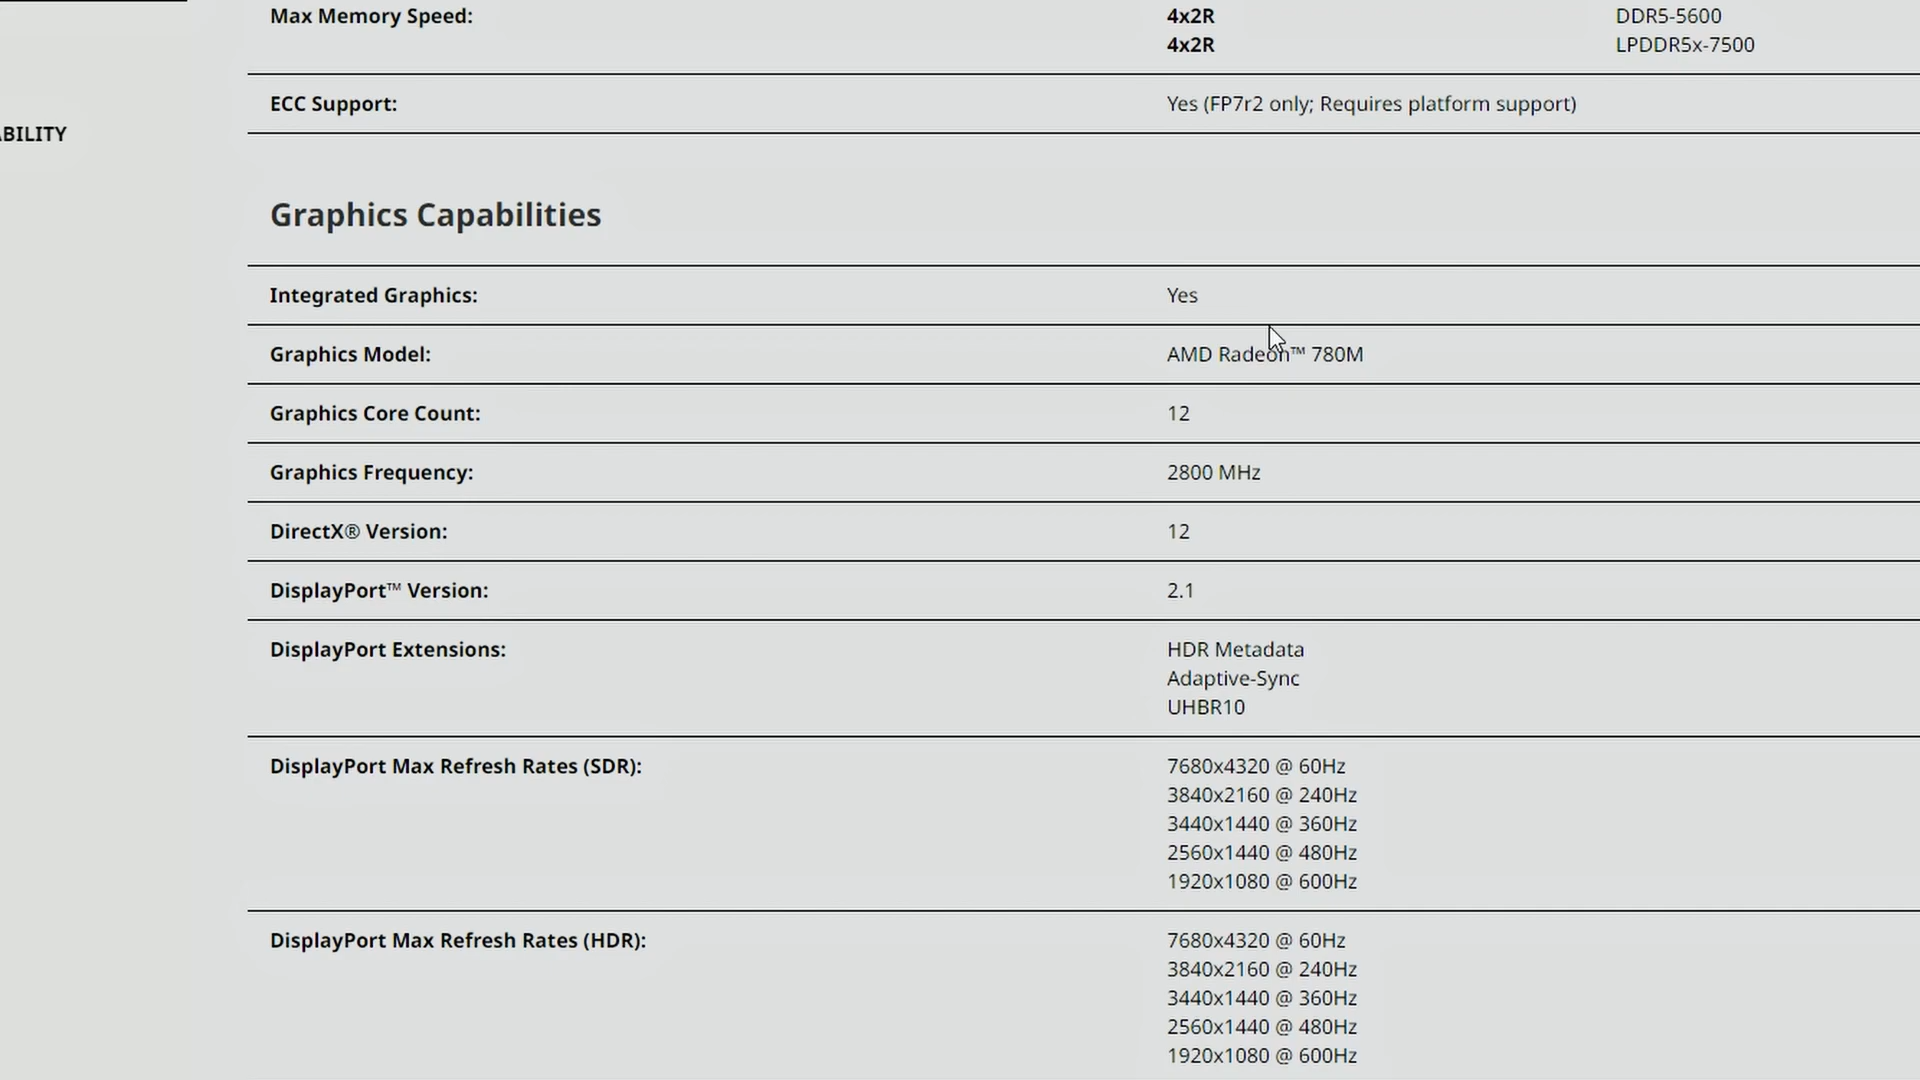 Max Memory Speed: 4x2R DDR5-5600
4x2R LPDDR5x-7500
ECC Support: Yes (FP7r2 only; Requires platform support)
ABILITY
Graphics Capabilities
Integrated Graphics: Yes
Graphics Model: AMD Radeon™ 780M
Graphics Core Count: 12
Graphics Frequency: 2800 MHz
DirectX® Version: 12
DisplayPort™ Version: 2.1
DisplayPort Extensions: HDR Metadata
Adaptive-Sync
UHBR10
DisplayPort Max Refresh Rates (SDR): 7680x4320 @ 60Hz
3840x2160 @ 240Hz
3440x1440 @ 360Hz
2560x1440 @ 480Hz
1920x1080 @ 600Hz
DisplayPort Max Refresh Rates (HDR): 7680x4320 @ 60Hz
3840x2160 @ 240Hz
3440x1440 @ 360Hz
2560x1440 @ 480Hz
1920x1080 @ 600Hz